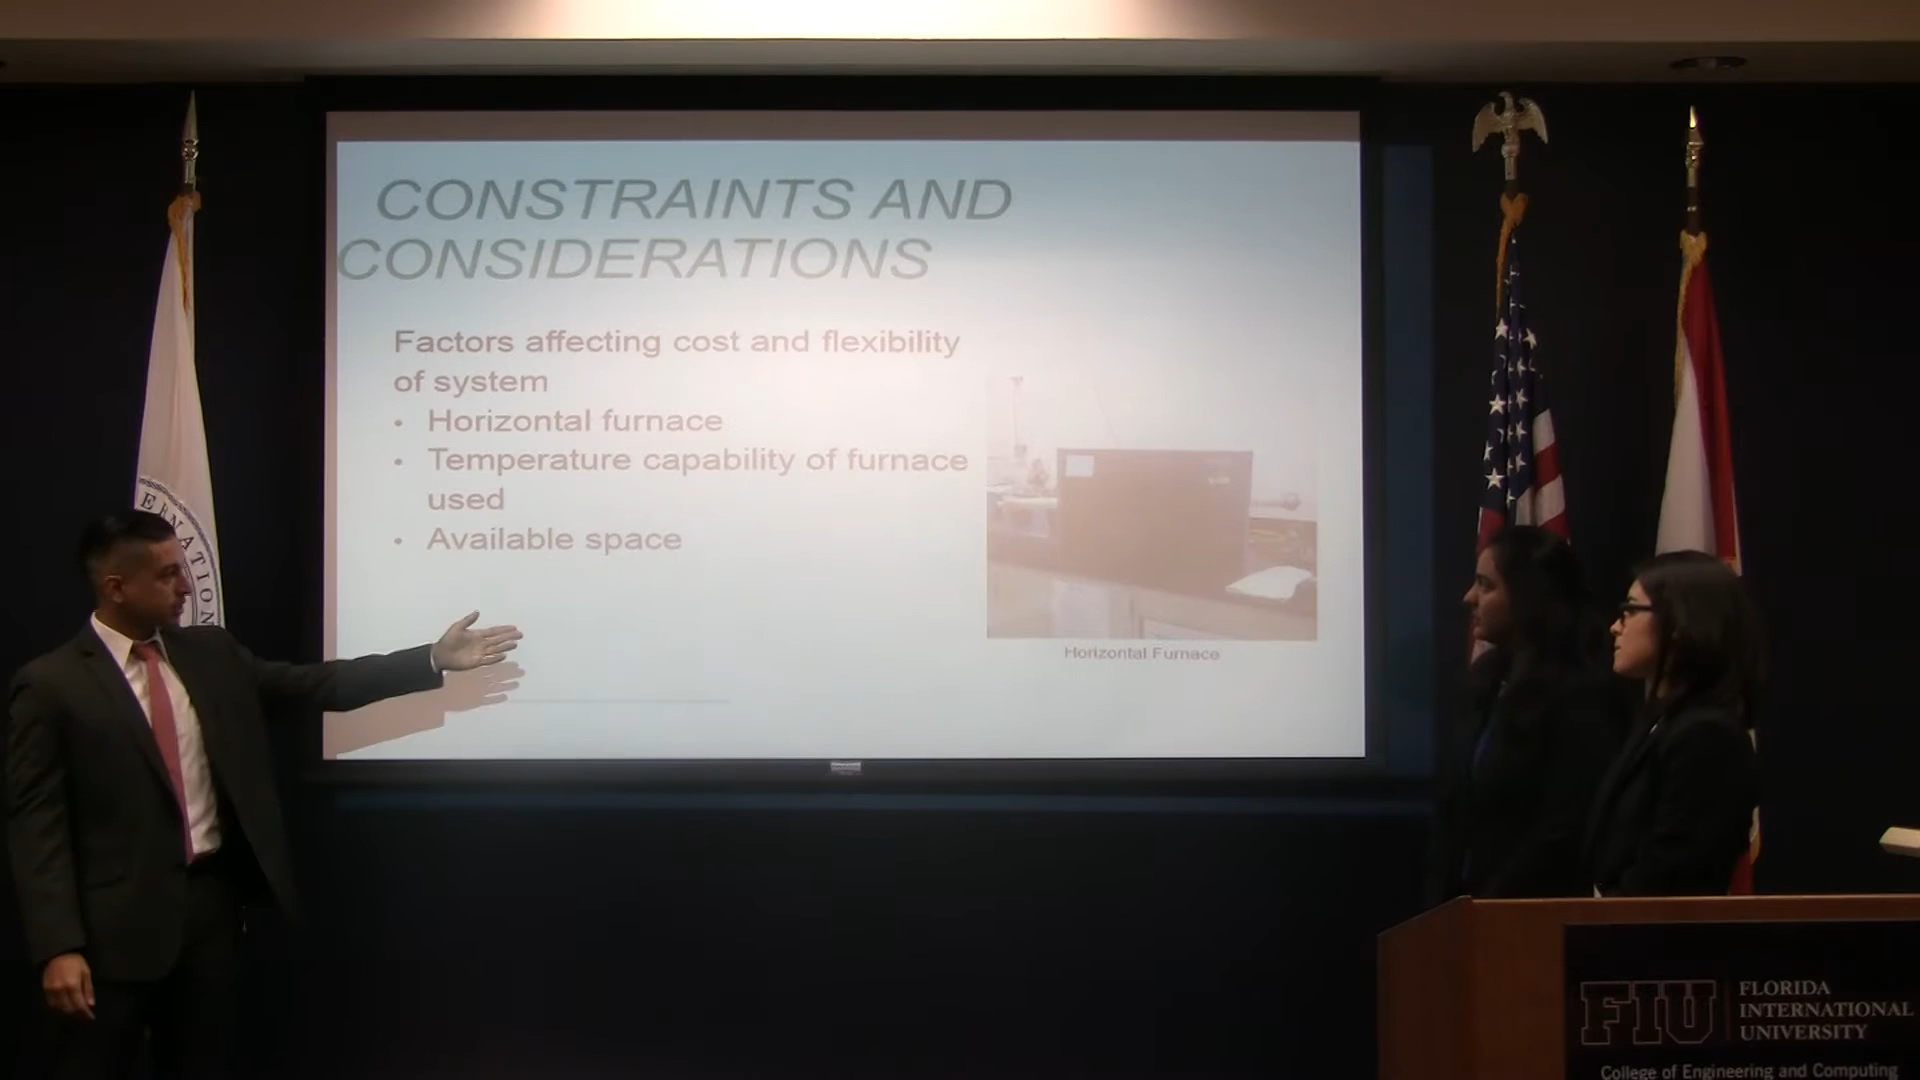 CONSTRAINTS AND
CONSIDERATIONS
Factors affecting cost and flexibility
of system
• Horizontal furnace
• Temperature capability of furnace
used
• Available space
Horizontal Furnace
ERNATION
FIU
FLORIDA
INTERNATIONAL
UNIVERSITY
College of Engineering and Computing